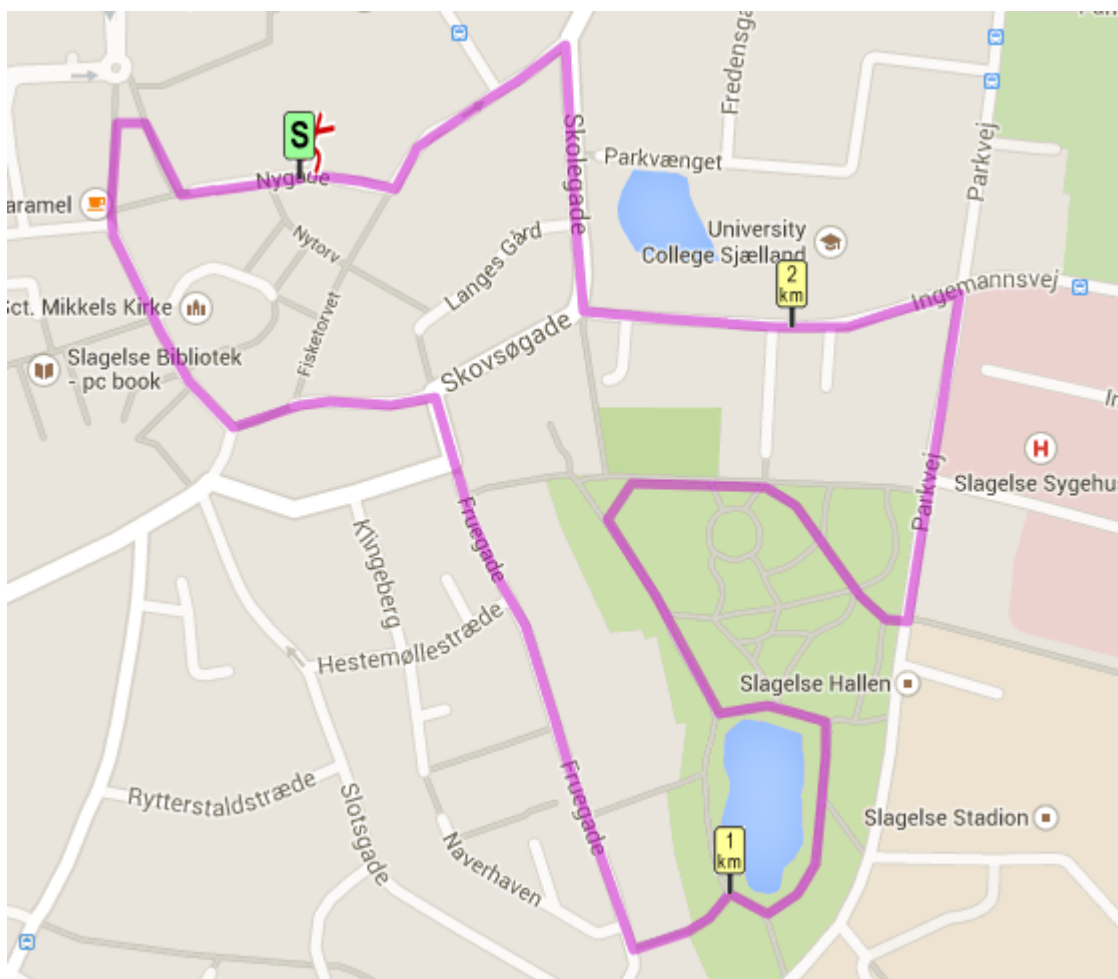 Fredensga
S
Skolegade
Parkvænget
Parkvej
Nygade
aramel
University
College Sjælland
Nytorv
Langes Gård
2
km
Ingemannsvej
Sct. Mikkels Kirke
Fisketorvet
Slagelse Bibliotek
- pc book
Skovsøgade
H
Slagelse Sygehu
Parkvej
Fruegade
Klingeberg
Hestemøllestræde
Slagelse Hallen
Rytterstaldstræde
Slotsgade
Fruegade
Slagelse Stadion
1
km
Naverhaven